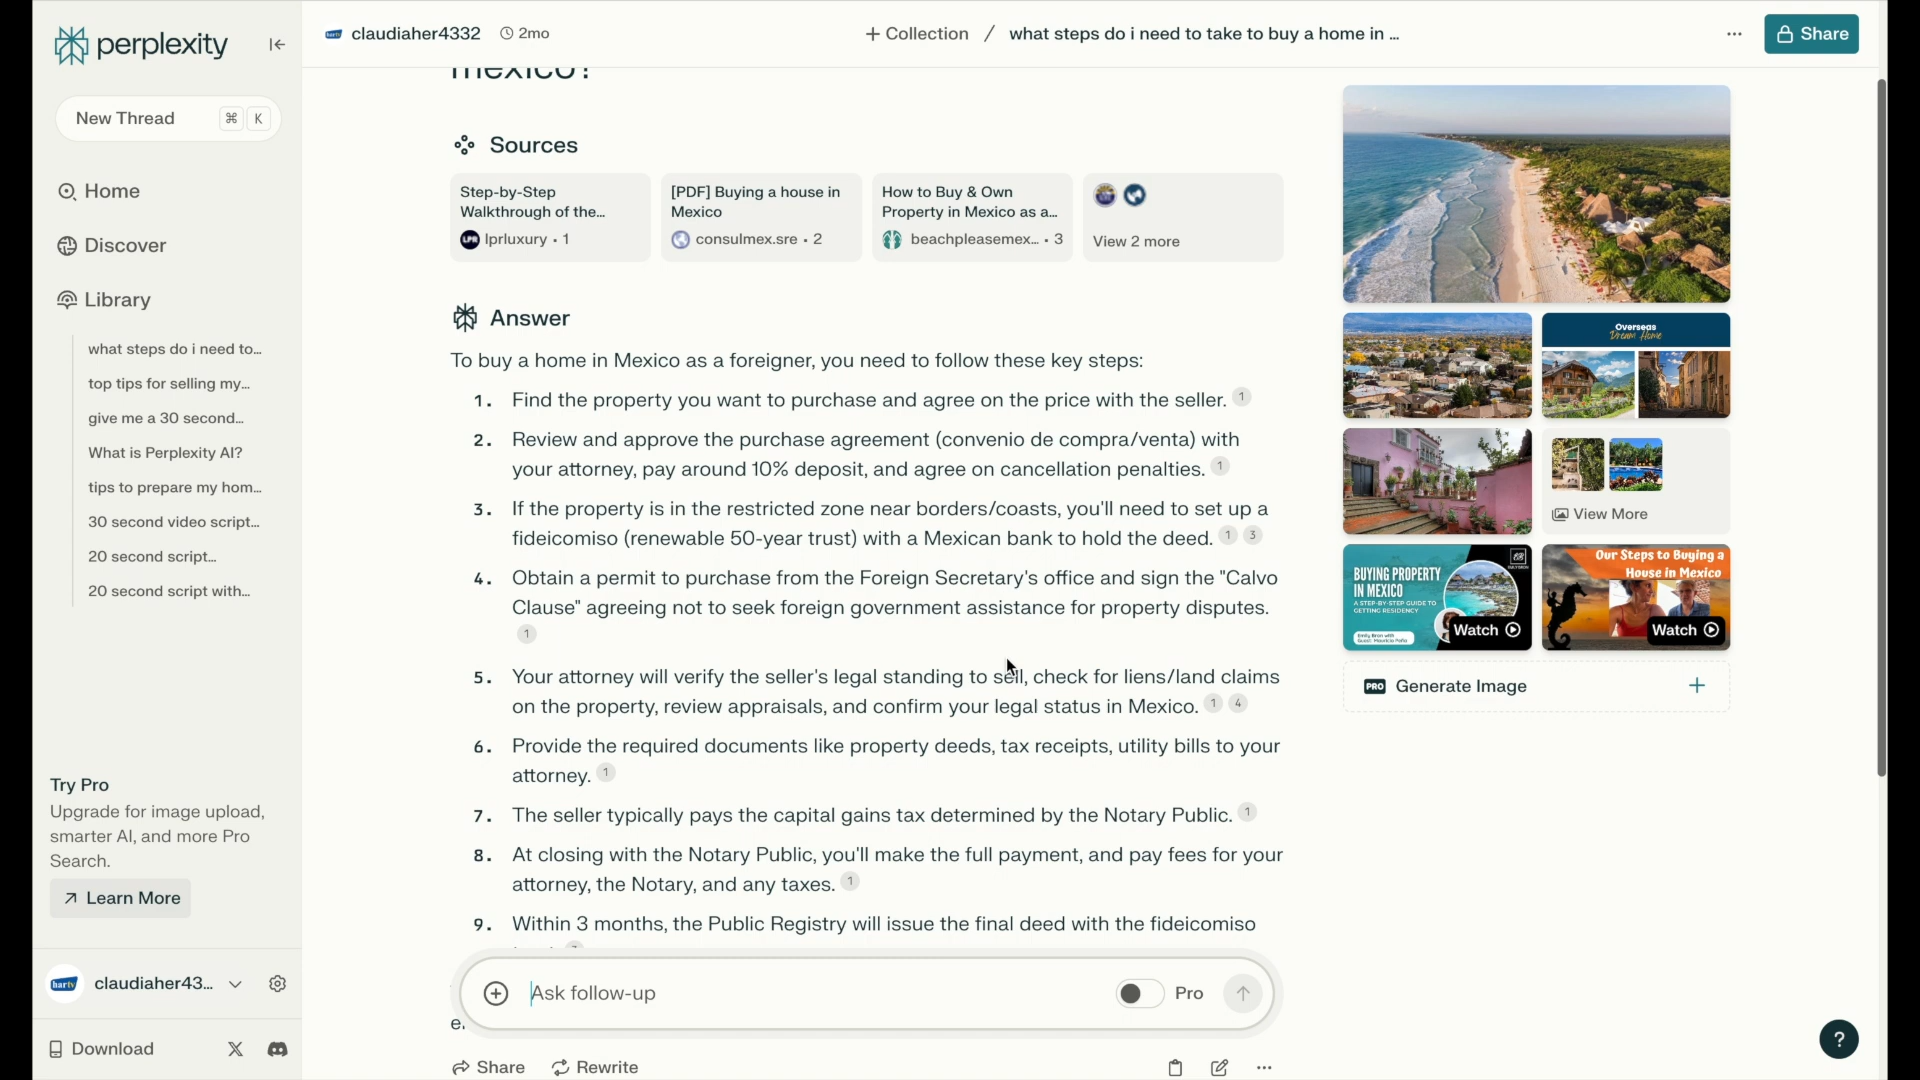 perplexity
New Thread
⌘ K
Home
Discover
Library
what steps do i need to...
top tips for selling my...
give me a 30 second...
What is Perplexity AI?
tips to prepare my hom...
30 second video script...
20 second script...
20 second script with...
Try Pro
Upgrade for image upload,
smarter AI, and more Pro
Search.
Learn More
claudiaher43...
Download
claudiaher4332 2mo
+ Collection / what steps do i need to take to buy a home in ...
Share
mexico?
Sources
Step-by-Step
Walkthrough of the...
LPR lprluxury • 1
[PDF] Buying a house in
Mexico
consulmex.sre • 2
How to Buy & Own
Property in Mexico as a...
beachpleasemex... • 3
View 2 more
Answer
To buy a home in Mexico as a foreigner, you need to follow these key steps:
1. Find the property you want to purchase and agree on the price with the seller. 1
2. Review and approve the purchase agreement (convenio de compra/venta) with
your attorney, pay around 10% deposit, and agree on cancellation penalties. 1
3. If the property is in the restricted zone near borders/coasts, you'll need to set up a
fideicomiso (renewable 50-year trust) with a Mexican bank to hold the deed. 1 3
4. Obtain a permit to purchase from the Foreign Secretary's office and sign the "Calvo
Clause" agreeing not to seek foreign government assistance for property disputes.
1
5. Your attorney will verify the seller's legal standing to sell, check for liens/land claims
on the property, review appraisals, and confirm your legal status in Mexico. 1 4
6. Provide the required documents like property deeds, tax receipts, utility bills to your
attorney. 1
7. The seller typically pays the capital gains tax determined by the Notary Public. 1
8. At closing with the Notary Public, you'll make the full payment, and pay fees for your
attorney, the Notary, and any taxes. 1
9. Within 3 months, the Public Registry will issue the final deed with the fideicomiso
Ask follow-up
Pro
Share
Rewrite
Overseas
Dream Home
View More
BUYING PROPERTY
IN MEXICO
A STEP-BY-STEP GUIDE TO
GETTING RESIDENCY
Watch
Our Steps to Buying a
House in Mexico
Watch
PRO Generate Image
?